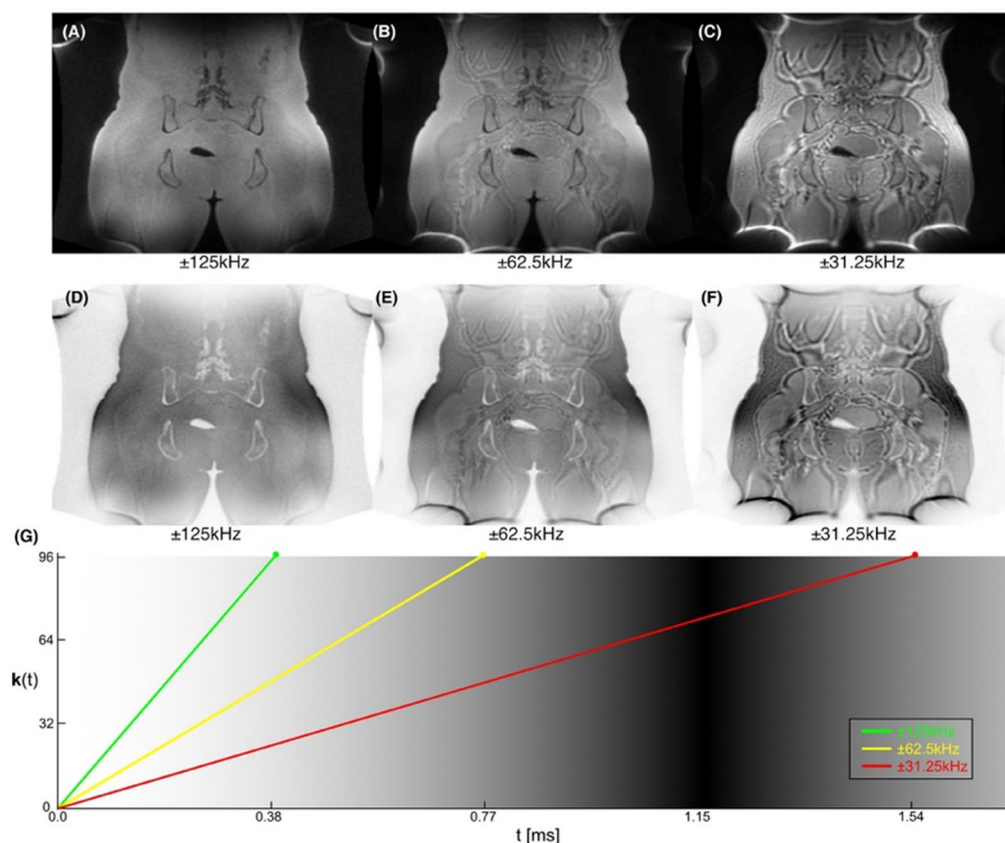 (A) (B) (C)
±125kHz ±62.5kHz ±31.25kHz
(D) (E) (F)
±125kHz ±62.5kHz ±31.25kHz
(G)
96
64
k(t)
32
0
±125kHz
±62.5kHz
±31.25kHz
0.0 0.38 0.77 1.15 1.54
t [ms]